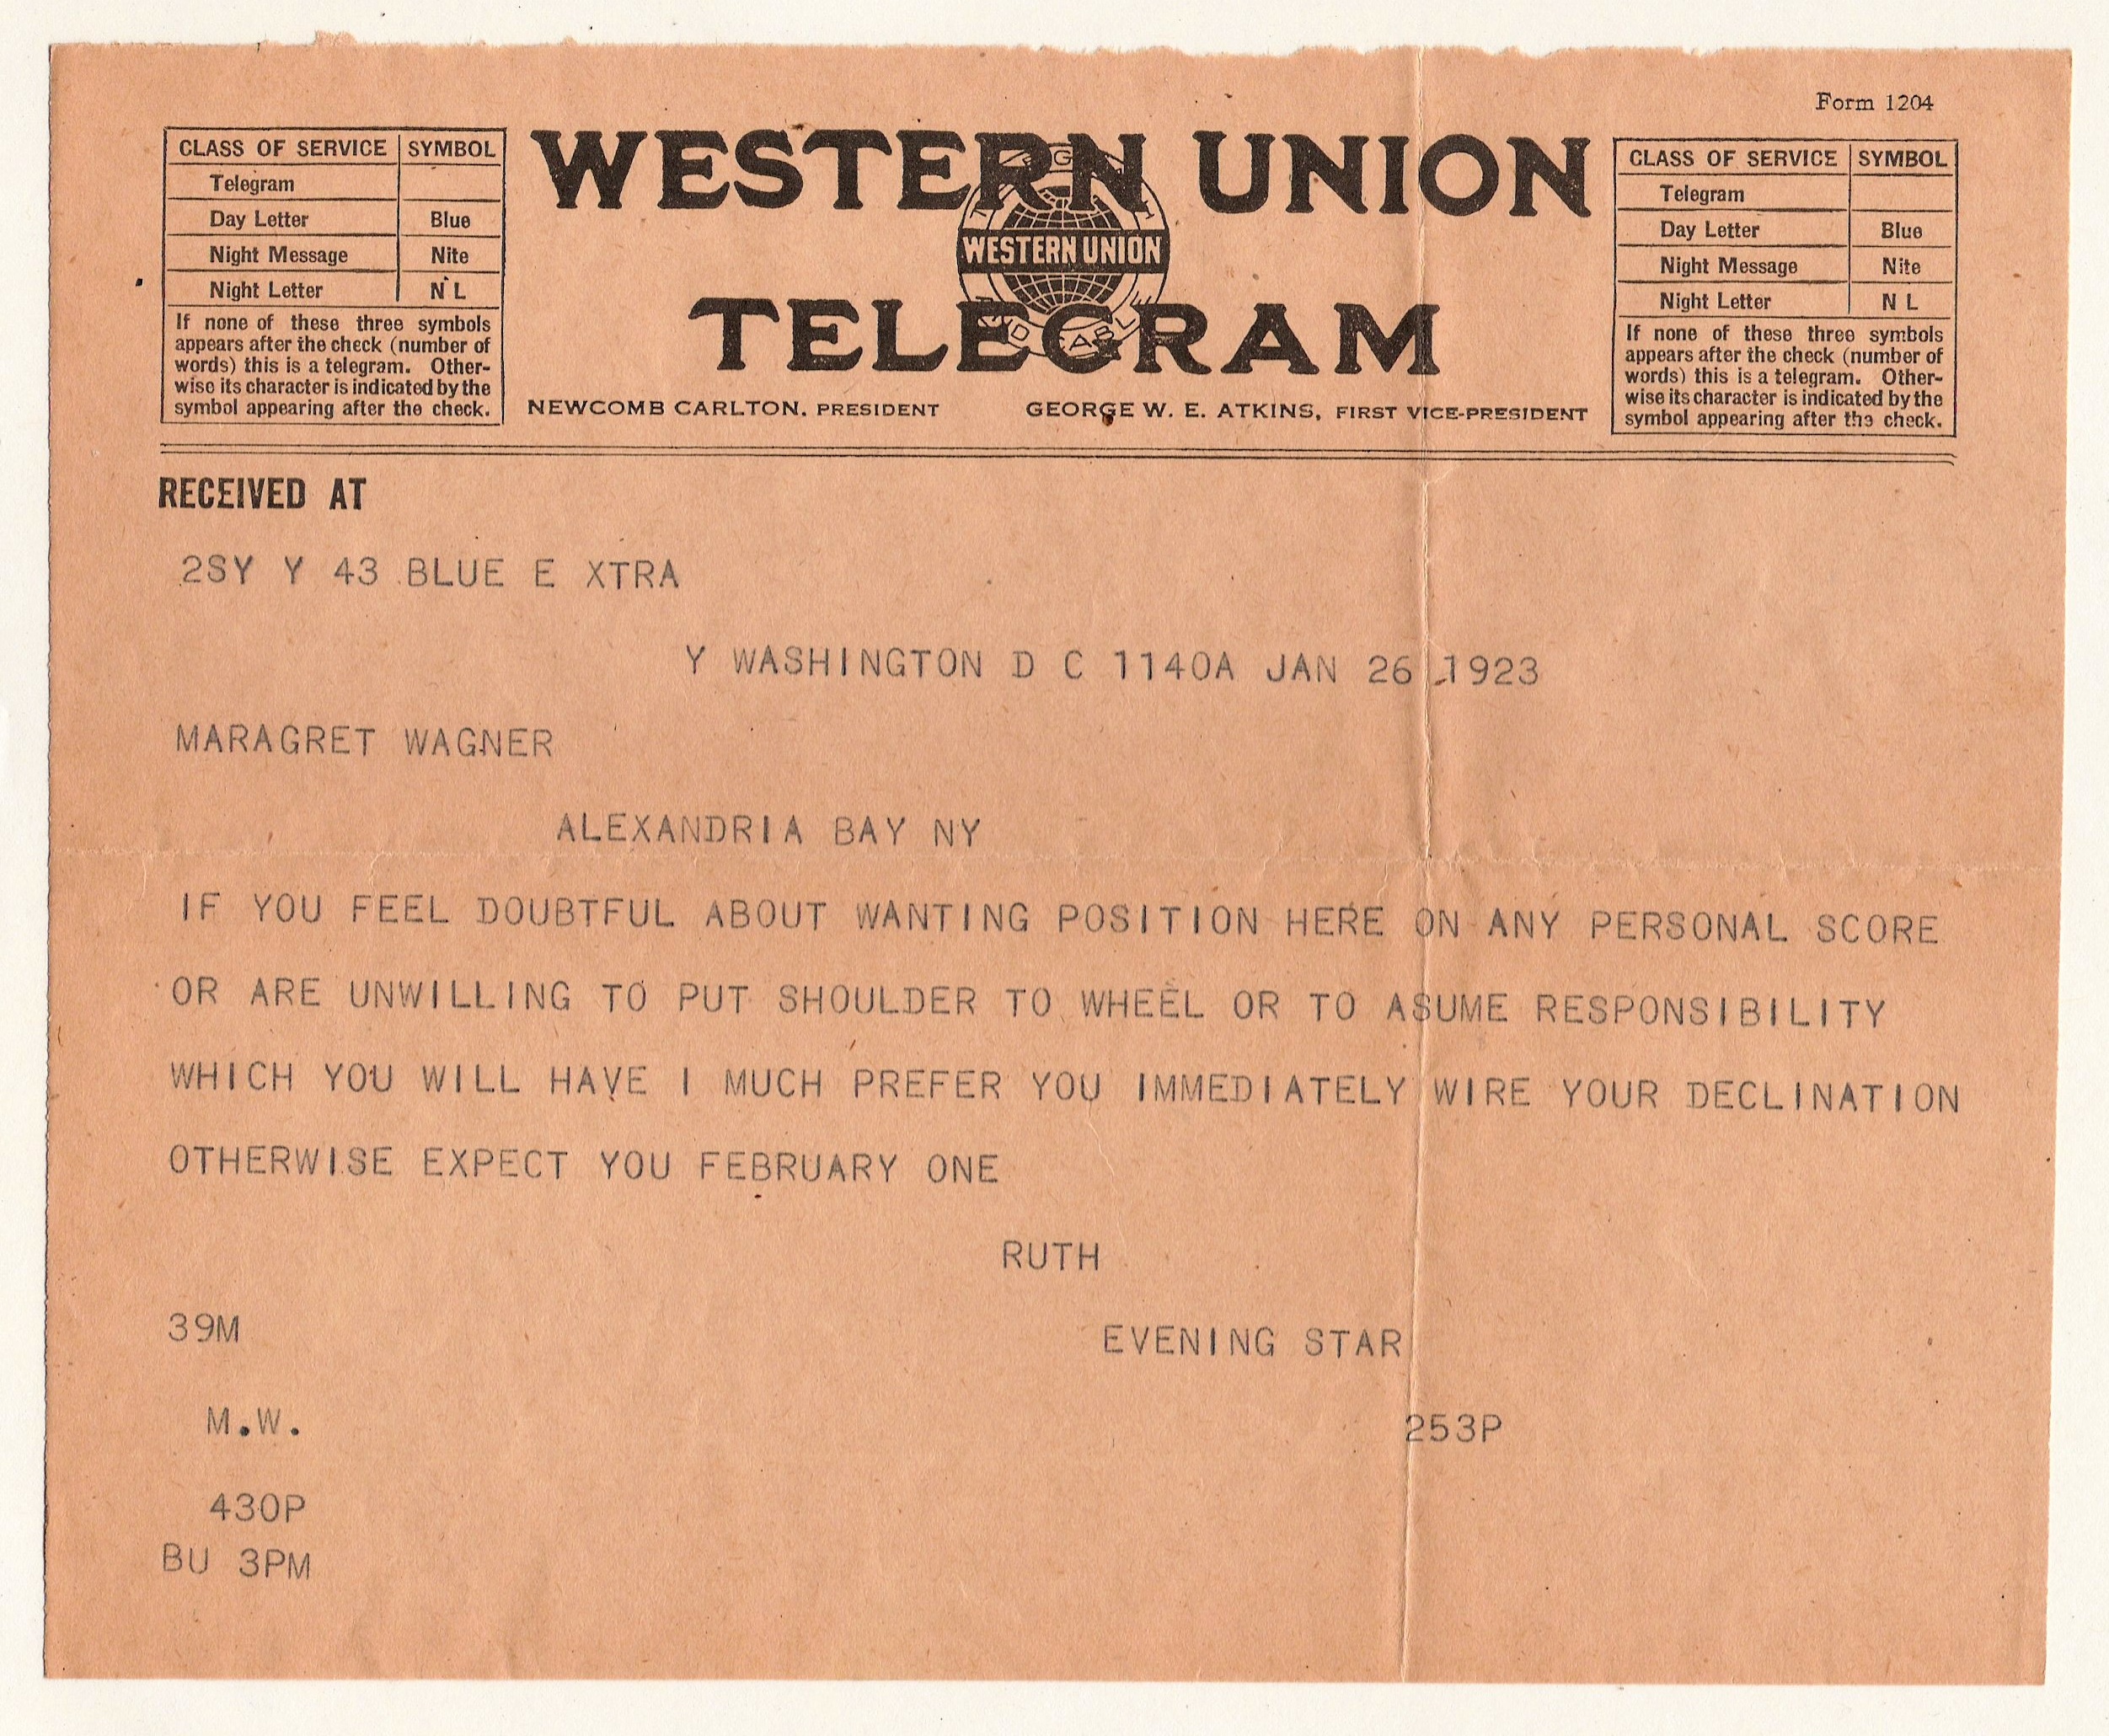 Form 1204
CLASS OF SERVICE SYMBOL
Telegram
Day Letter Blue
Night Message Nite
Night Letter N L
If none of these three symbols
appears after the check (number of
words) this is a telegram. Other-
wise its character is indicated by the
symbol appearing after the check.
WESTERN UNION
WESTERN UNION
TELEGRAM
AND CABLE
NEWCOMB CARLTON, PRESIDENT GEORGE W. E. ATKINS, FIRST VICE-PRESIDENT
CLASS OF SERVICE SYMBOL
Telegram
Day Letter Blue
Night Message Nite
Night Letter N L
If none of these three symbols
appears after the check (number of
words) this is a telegram. Other-
wise its character is indicated by the
symbol appearing after the check.
RECEIVED AT
2SY Y 43 BLUE E XTRA
Y WASHINGTON D C 1140A JAN 26 1923
MARAGRET WAGNER
ALEXANDRIA BAY NY
IF YOU FEEL DOUBTFUL ABOUT WANTING POSITION HERE ON ANY PERSONAL SCORE
OR ARE UNWILLING TO PUT SHOULDER TO WHEEL OR TO ASUME RESPONSIBILITY
WHICH YOU WILL HAVE I MUCH PREFER YOU IMMEDIATELY WIRE YOUR DECLINATION
OTHERWISE EXPECT YOU FEBRUARY ONE
RUTH
39M
EVENING STAR
M.W.
253P
430P
BU 3PM